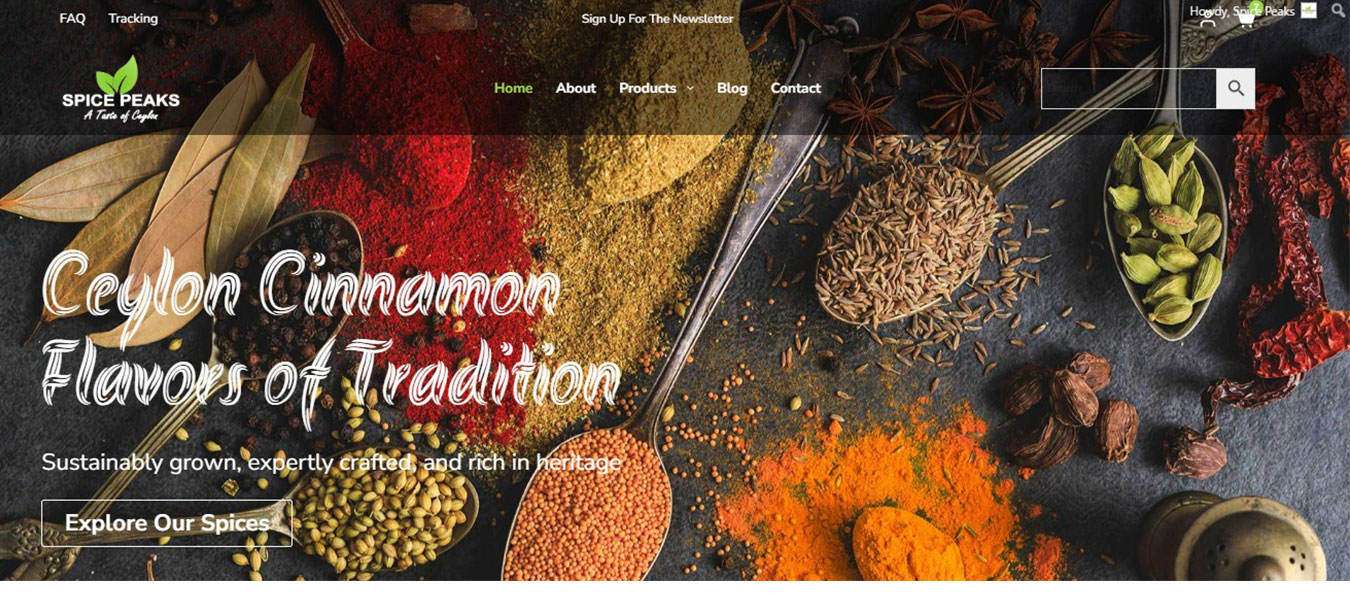 FAQ Tracking Sign Up For The Newsletter Howdy, Spice Peaks
7
SPICE PEAKS
A Taste of Ceylon
Home About Products Blog Contact
Ceylon Cinnamon
Flavors of Tradition
Sustainably grown, expertly crafted, and rich in heritage
Explore Our Spices